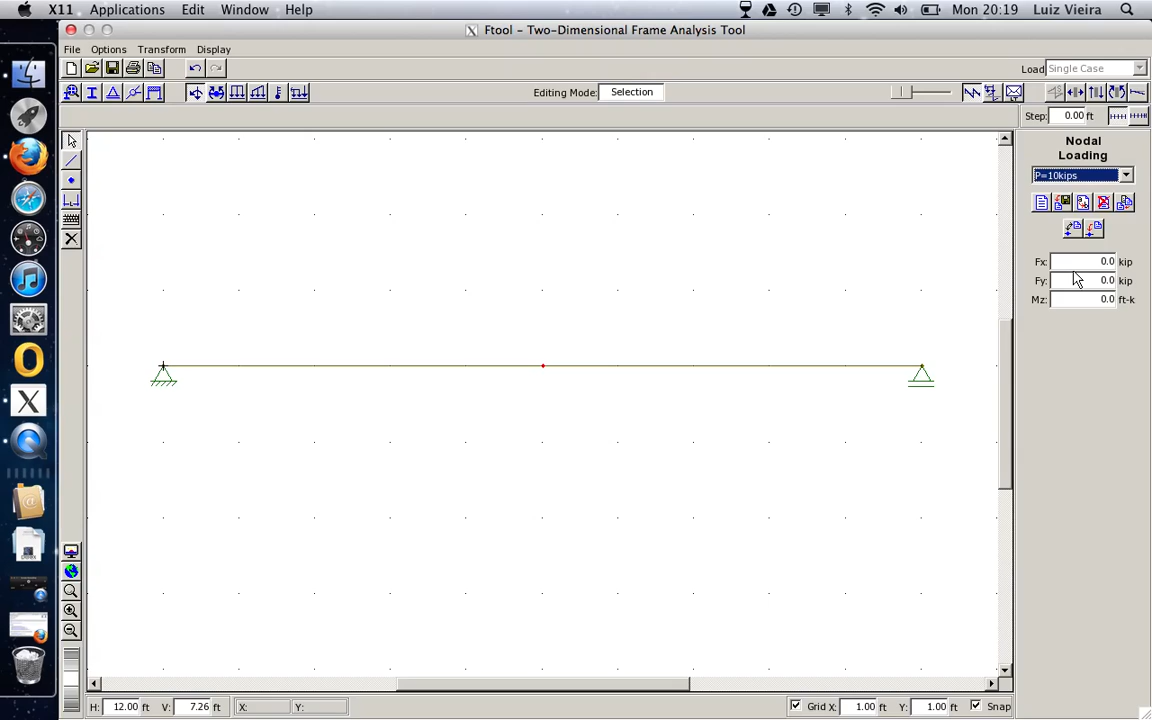 Applications Edit Window Help Mon 20:19 Luiz Vieira
Ftool - Two-Dimensional Frame Analysis Tool
File Options Transform Display
Load Single Case
Editing Mode: Selection
Step: 0.00 ft
Nodal
Loading
P=10kips
Fx: 0.0 kip
Fy: 0.0 kip
Mz: 0.0 ft-k
H: 12.00 ft V: 7.26 ft X: Y: Grid X: 1.00 ft Y: 1.00 ft Snap